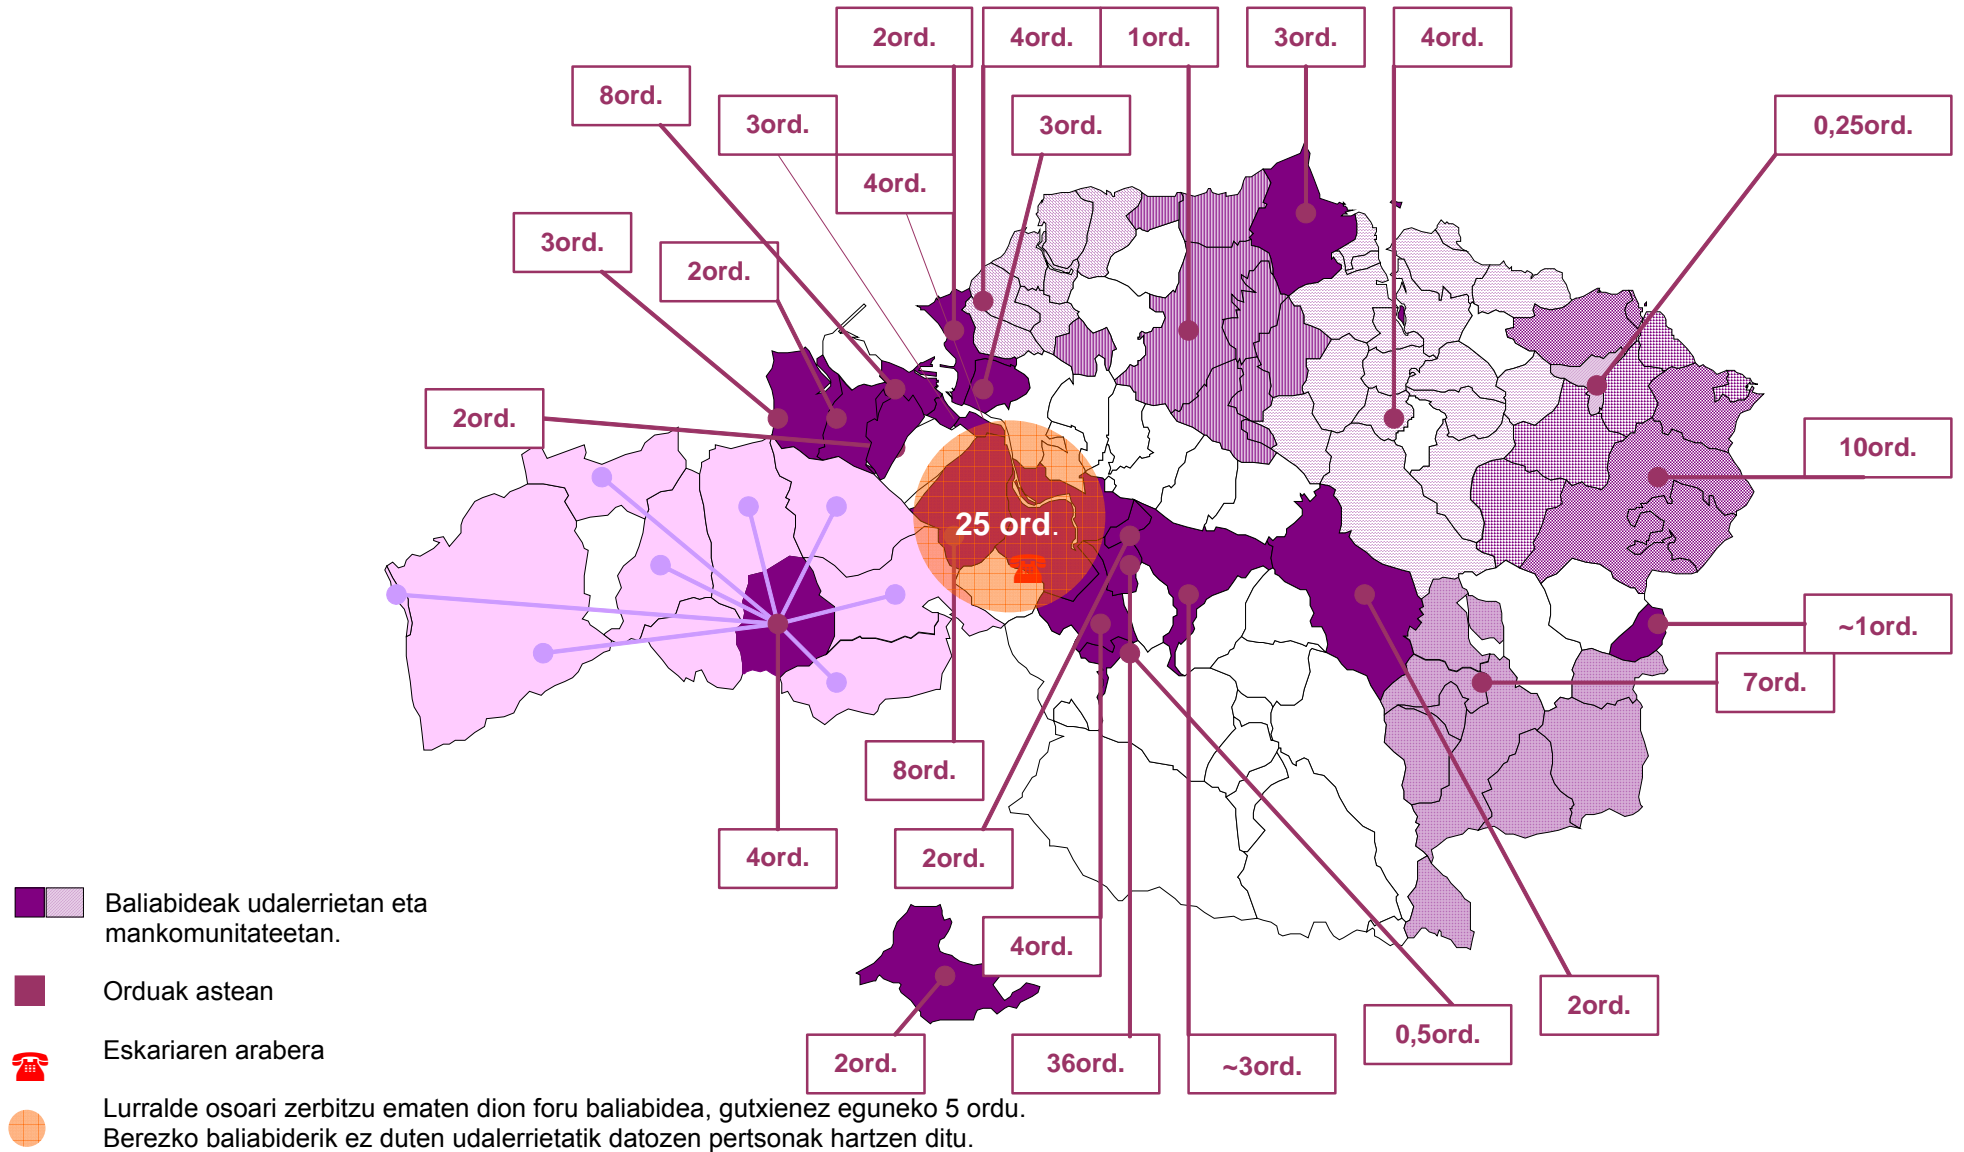 2ord.
4ord.
1ord.
3ord.
4ord.
8ord.
3ord.
3ord.
0,25ord.
4ord.
3ord.
2ord.
2ord.
10ord.
25 ord.
~1ord.
7ord.
8ord.
4ord.
2ord.
4ord.
2ord.
0,5ord.
2ord.
36ord.
~3ord.
Baliabideak udalerrietan eta
mankomunitateetan.
Orduak astean
Eskariaren arabera
Lurralde osoari zerbitzu ematen dion foru baliabidea, gutxienez eguneko 5 ordu.
Berezko baliabiderik ez duten udalerrietatik datozen pertsonak hartzen ditu.